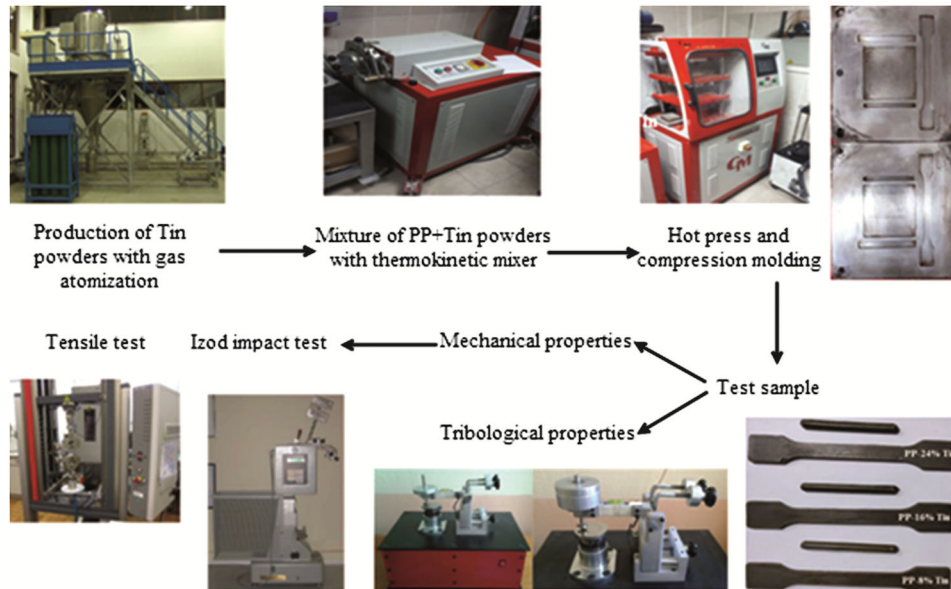 Production of Tin
powders with gas
atomization
Mixture of PP+Tin powders
with thermokinetic mixer
Hot press and
compression molding
Tensile test
Izod impact test
Mechanical properties
Test sample
Tribological properties
PP-24% Ti
PP-16% Tin
PP-8% Ti